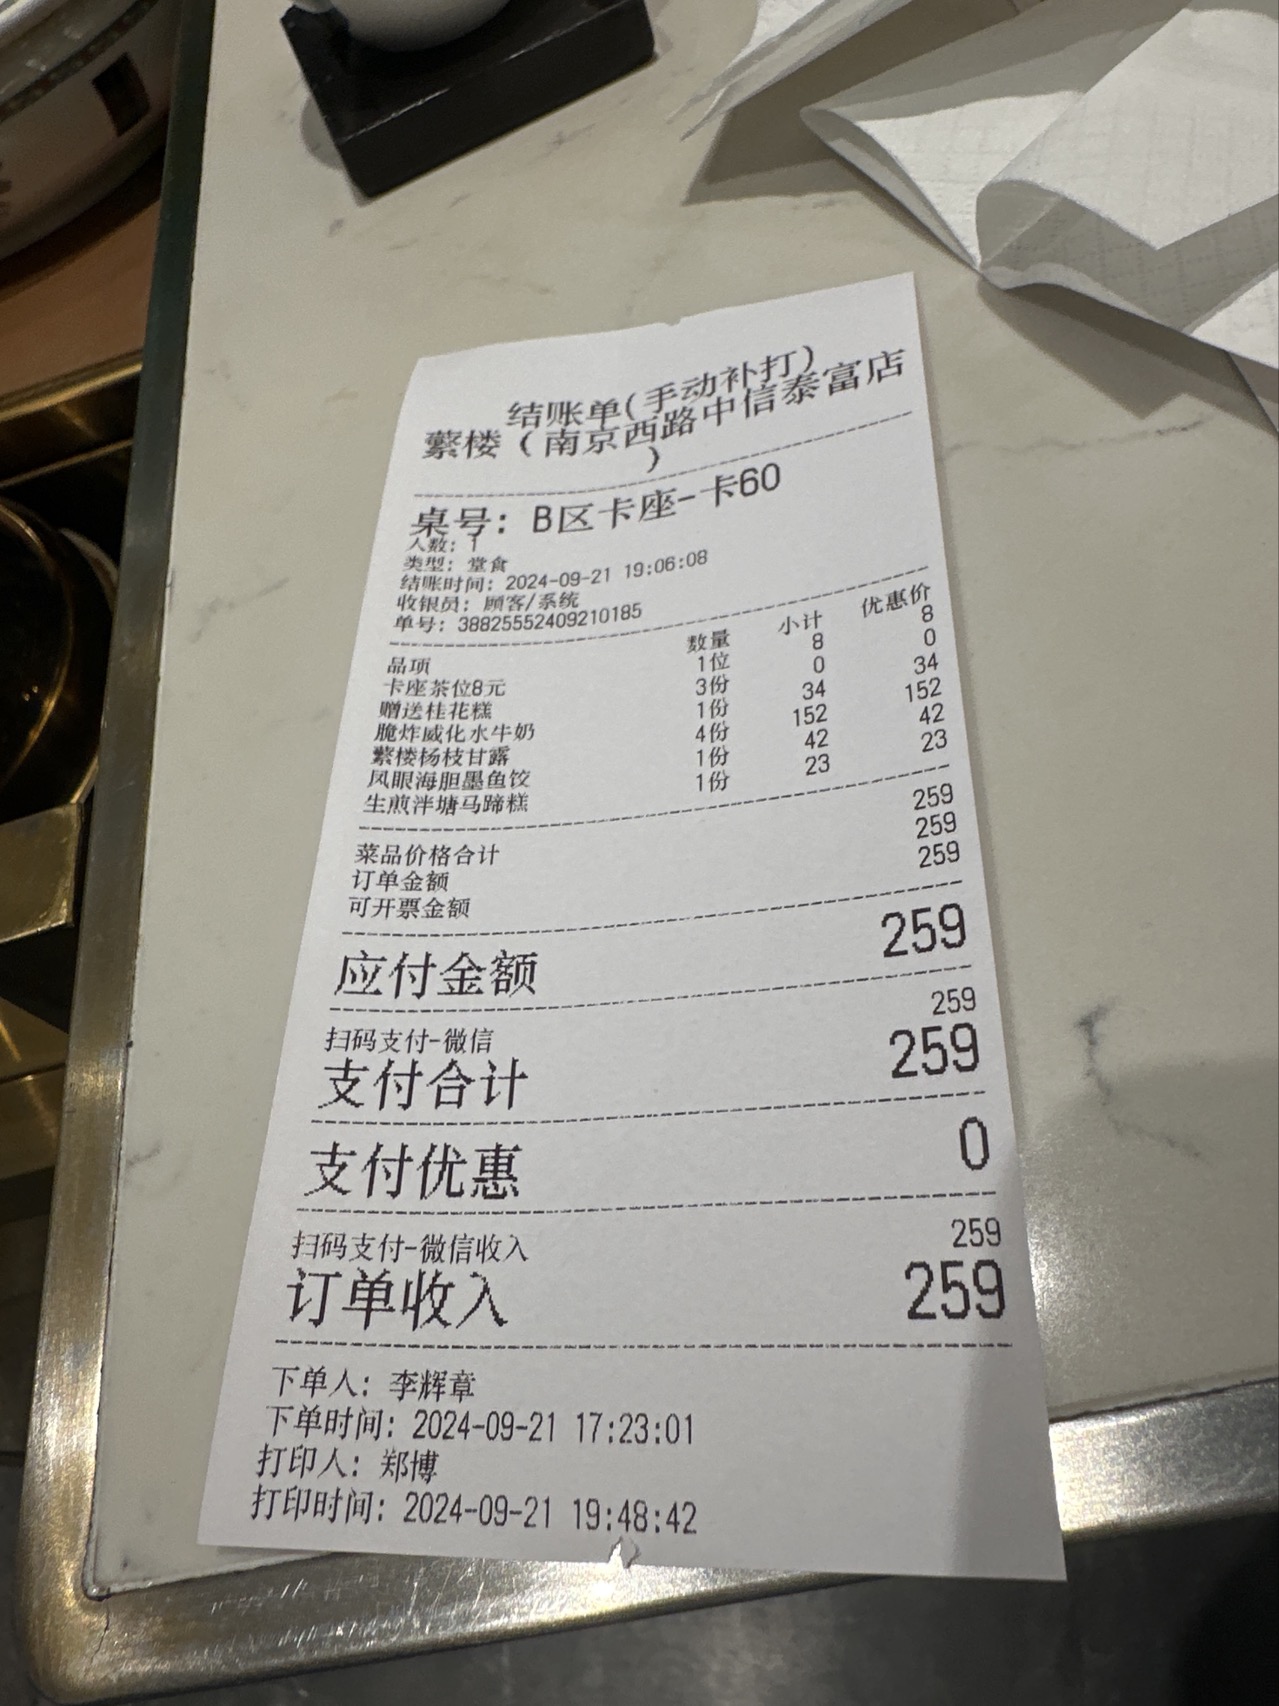 结账单(手动补打)
蘩楼（南京西路中信泰富店
）
桌号：B区卡座-卡60
人数：1
类型：堂食
结账时间：2024-09-21 19:06:08
收银员：顾客/系统
单号：38825552409210185
品项 数量 小计 优惠价
卡座茶位8元 1位 8 8
赠送桂花糕 3份 0 0
脆炸威化水牛奶 1份 34 34
蘩楼杨枝甘露 4份 152 152
凤眼海胆墨鱼饺 1份 42 42
生煎泮塘马蹄糕 1份 23 23
菜品价格合计 259
订单金额 259
可开票金额 259
应付金额 259
扫码支付-微信 259
支付合计 259
支付优惠 0
扫码支付-微信收入 259
订单收入 259
下单人：李辉章
下单时间：2024-09-21 17:23:01
打印人：郑博
打印时间：2024-09-21 19:48:42